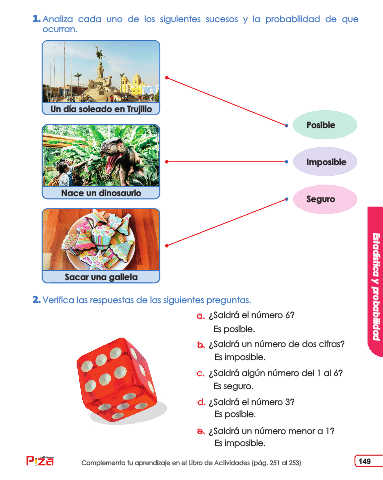 1. Analiza cada uno de los siguientes sucesos y la probabilidad de que
ocurran.
Un día soleado en Trujillo
Posible
Nace un dinosaurio
Imposible
Seguro
Sacar una galleta
Estadística y probabilidad
2. Verifica las respuestas de las siguientes preguntas.
a. ¿Saldrá el número 6?
Es posible.
b. ¿Saldrá un número de dos cifras?
Es imposible.
c. ¿Saldrá algún número del 1 al 6?
Es seguro.
d. ¿Saldrá el número 3?
Es posible.
e. ¿Saldrá un número menor a 1?
Es imposible.
Complementa tu aprendizaje en el Libro de Actividades (pág. 251 al 253)
149